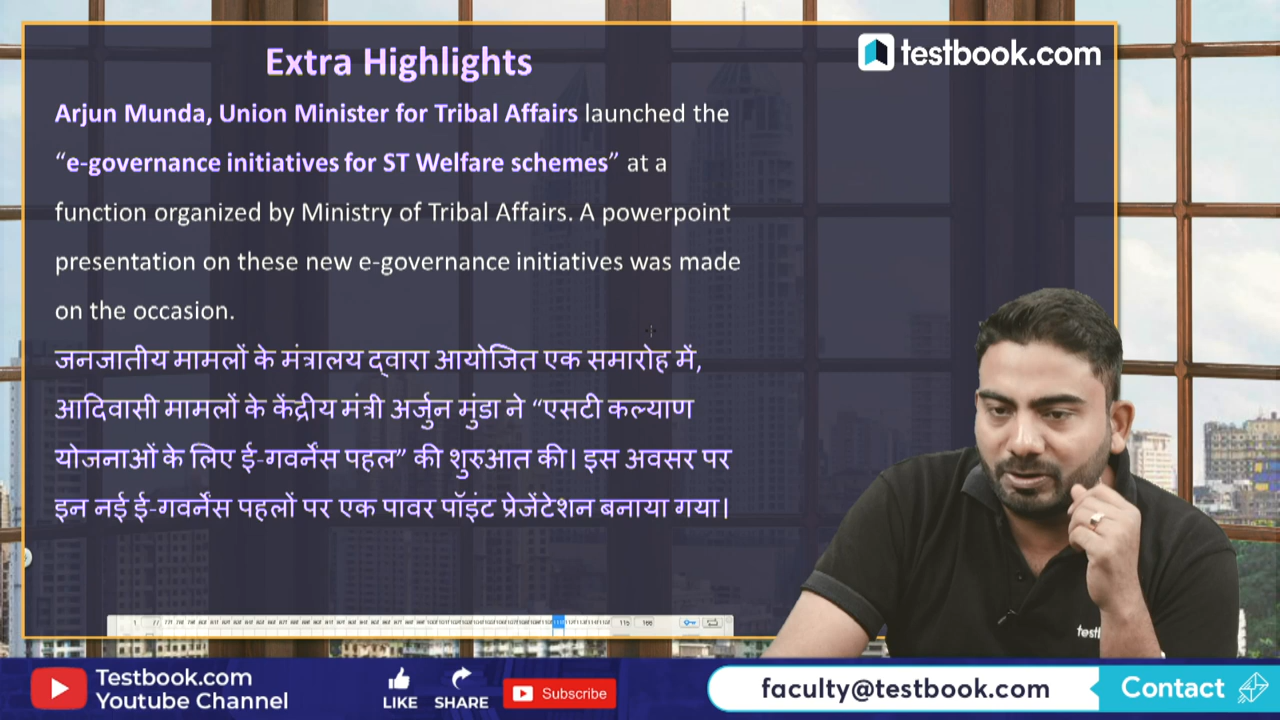 Extra Highlights
testbook.com
Arjun Munda, Union Minister for Tribal Affairs launched the
“e-governance initiatives for ST Welfare schemes” at a
function organized by Ministry of Tribal Affairs. A powerpoint
presentation on these new e-governance initiatives was made
on the occasion.
जनजातीय मामलों के मंत्रालय द्वारा आयोजित एक समारोह में,
आदिवासी मामलों के केंद्रीय मंत्री अर्जुन मुंडा ने “एसटी कल्याण
योजनाओं के लिए ई-गवर्नेंस पहल” की शुरुआत की। इस अवसर पर
इन नई ई-गवर्नेंस पहलों पर एक पावर पॉइंट प्रेजेंटेशन बनाया गया।
Testbook.com
Youtube Channel
LIKE
SHARE
Subscribe
faculty@testbook.com
Contact